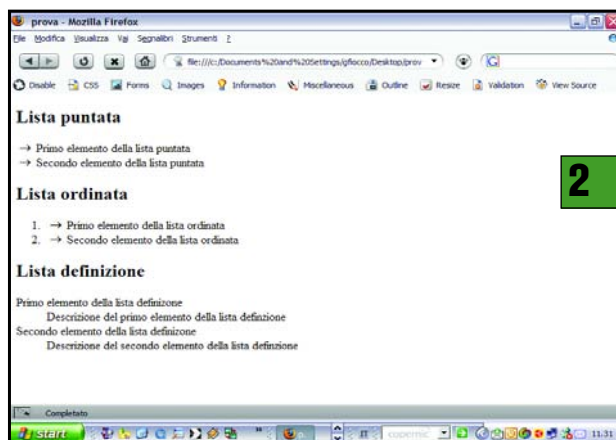 prova - Mozilla Firefox
File Modifica Visualizza Vai Segnalibri Strumenti ?
file:///c:/Documents%20and%20Settings/gfiocco/Desktop/prov
Disable CSS Forms Images Information Miscellaneous Outline Resize Validation View Source
Lista puntata
→ Primo elemento della lista puntata
→ Secondo elemento della lista puntata
2
Lista ordinata
1. → Primo elemento della lista ordinata
2. → Secondo elemento della lista ordinata
Lista definizione
Primo elemento della lista definizone
Descrizione del primo elemento della lista definzione
Secondo elemento della lista definizone
Descrizione del secondo elemento della lista definzione
Completato
start copernic IT 11.31